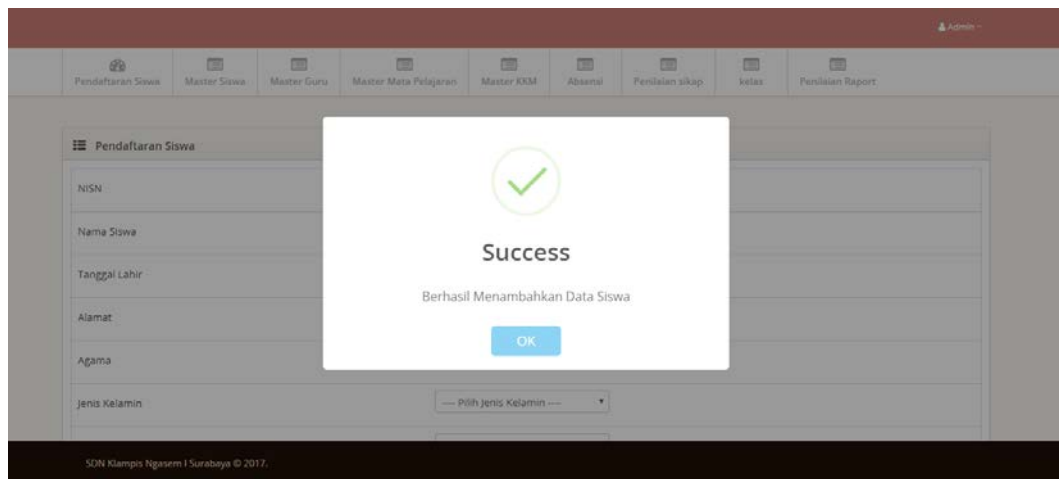 Admin
Pendaftaran Siswa Master Siswa Master Guru Master Mata Pelajaran Master KKM Absensi Penilaian sikap kelas Penilaian Raport
Pendaftaran Siswa
NISN
Nama Siswa
Tanggal Lahir
Alamat
Agama
Jenis Kelamin
---- Pilih Jenis Kelamin ----
Success
Berhasil Menambahkan Data Siswa
OK
SDN Klampis Ngasem I Surabaya © 2017.